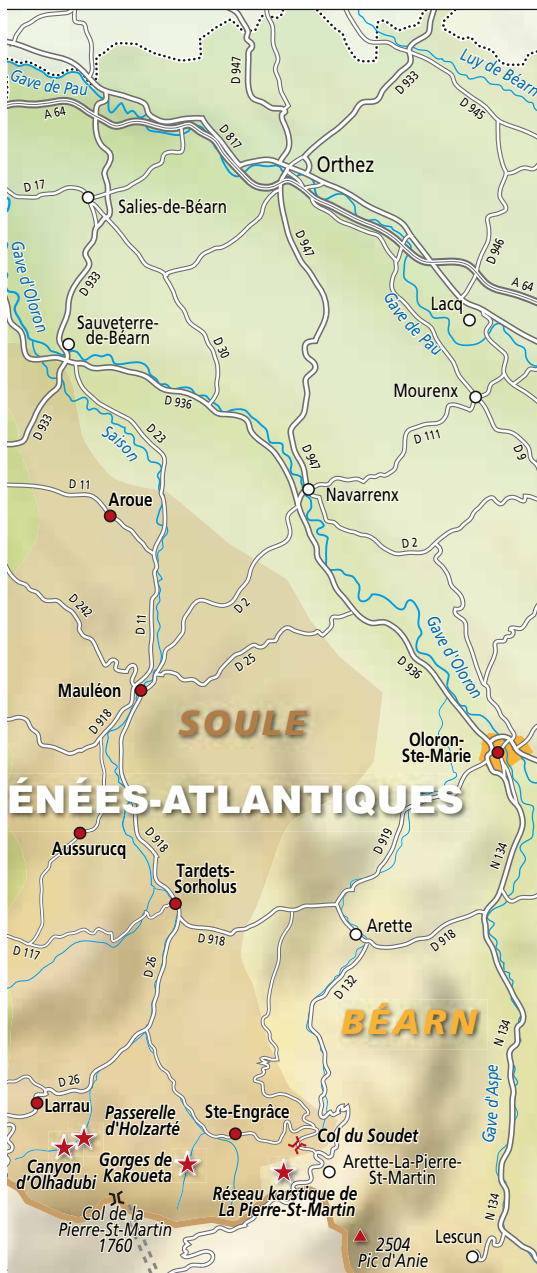 D 947
D 933
Luy de Béarn
Gave de Pau
D 945
A 64
D 817
Orthez
D 17
Salies-de-Béarn
D 947
D 946
Gave d'Oloron
D 933
A 64
Lacq
Gave de Pau
Sauveterre-
de-Béarn
D 30
Mourenx
D 936
D 933
Saison
D 23
D 111
D 9
D 947
D 11
Aroue
Navarrenx
D 2
D 242
D 11
D 2
Gave d'Oloron
D 25
D 936
Mauléon
D 918
SOULE
Oloron-
Ste-Marie
ÉNÉES-ATLANTIQUES
D 918
D 919
Aussurucq
N 134
Tardets-
Sorholus
D 117
D 918
Arette
D 918
D 26
D 132
BÉARN
N 134
D 26
Larrau
Passerelle
d'Holzarté
Ste-Engrâce
Gave d'Aspe
Col du Soudet
Canyon
d'Olhadubi
Gorges de
Kakoueta
Arette-La-Pierre-
St-Martin
Réseau karstique de
La Pierre-St-Martin
Col de la
Pierre-St-Martin
1760
N 134
2504
Pic d'Anie
Lescun